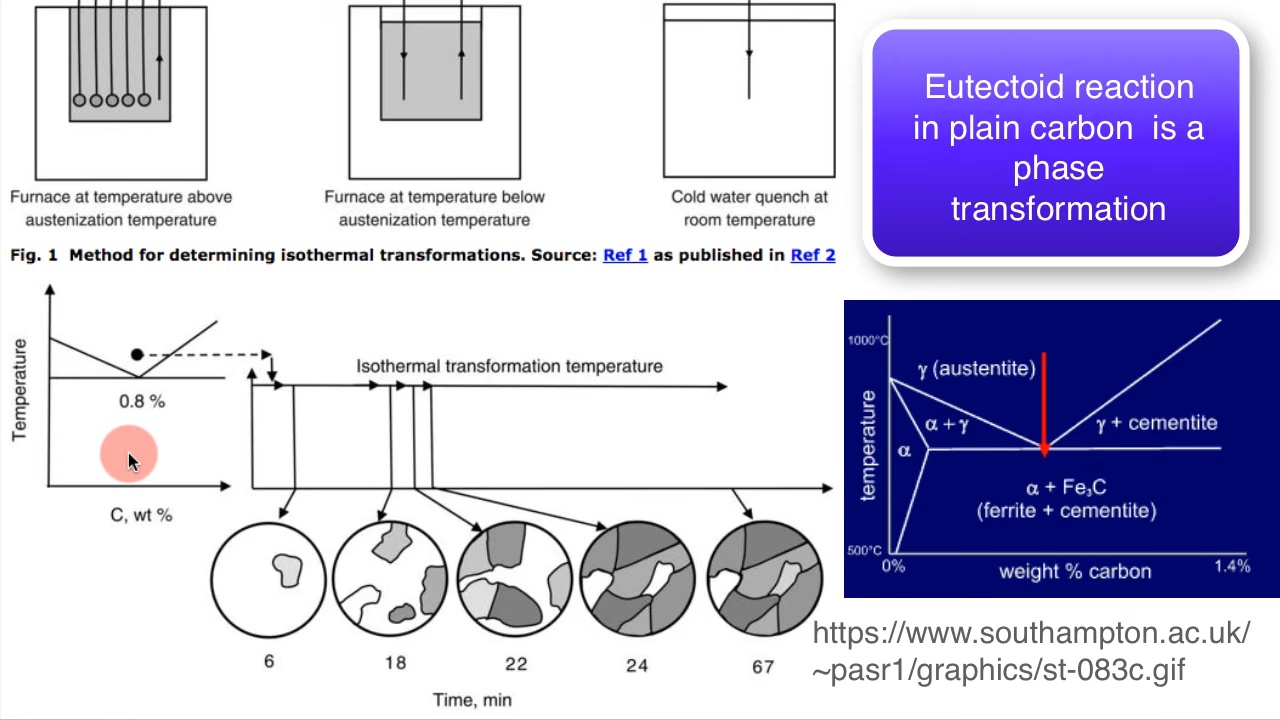 Eutectoid reaction
in plain carbon is a
phase
transformation
Furnace at temperature above
austenization temperature
Furnace at temperature below
austenization temperature
Cold water quench at
room temperature
Fig. 1 Method for determining isothermal transformations. Source: Ref 1 as published in Ref 2
Temperature
0.8 %
C, wt %
Isothermal transformation temperature
6
18
22
24
67
Time, min
1000°C
γ (austentite)
α + γ
γ + cementite
α
temperature
α + Fe₃C
(ferrite + cementite)
500°C
0%
weight % carbon
1.4%
https://www.southampton.ac.uk/
~pasr1/graphics/st-083c.gif